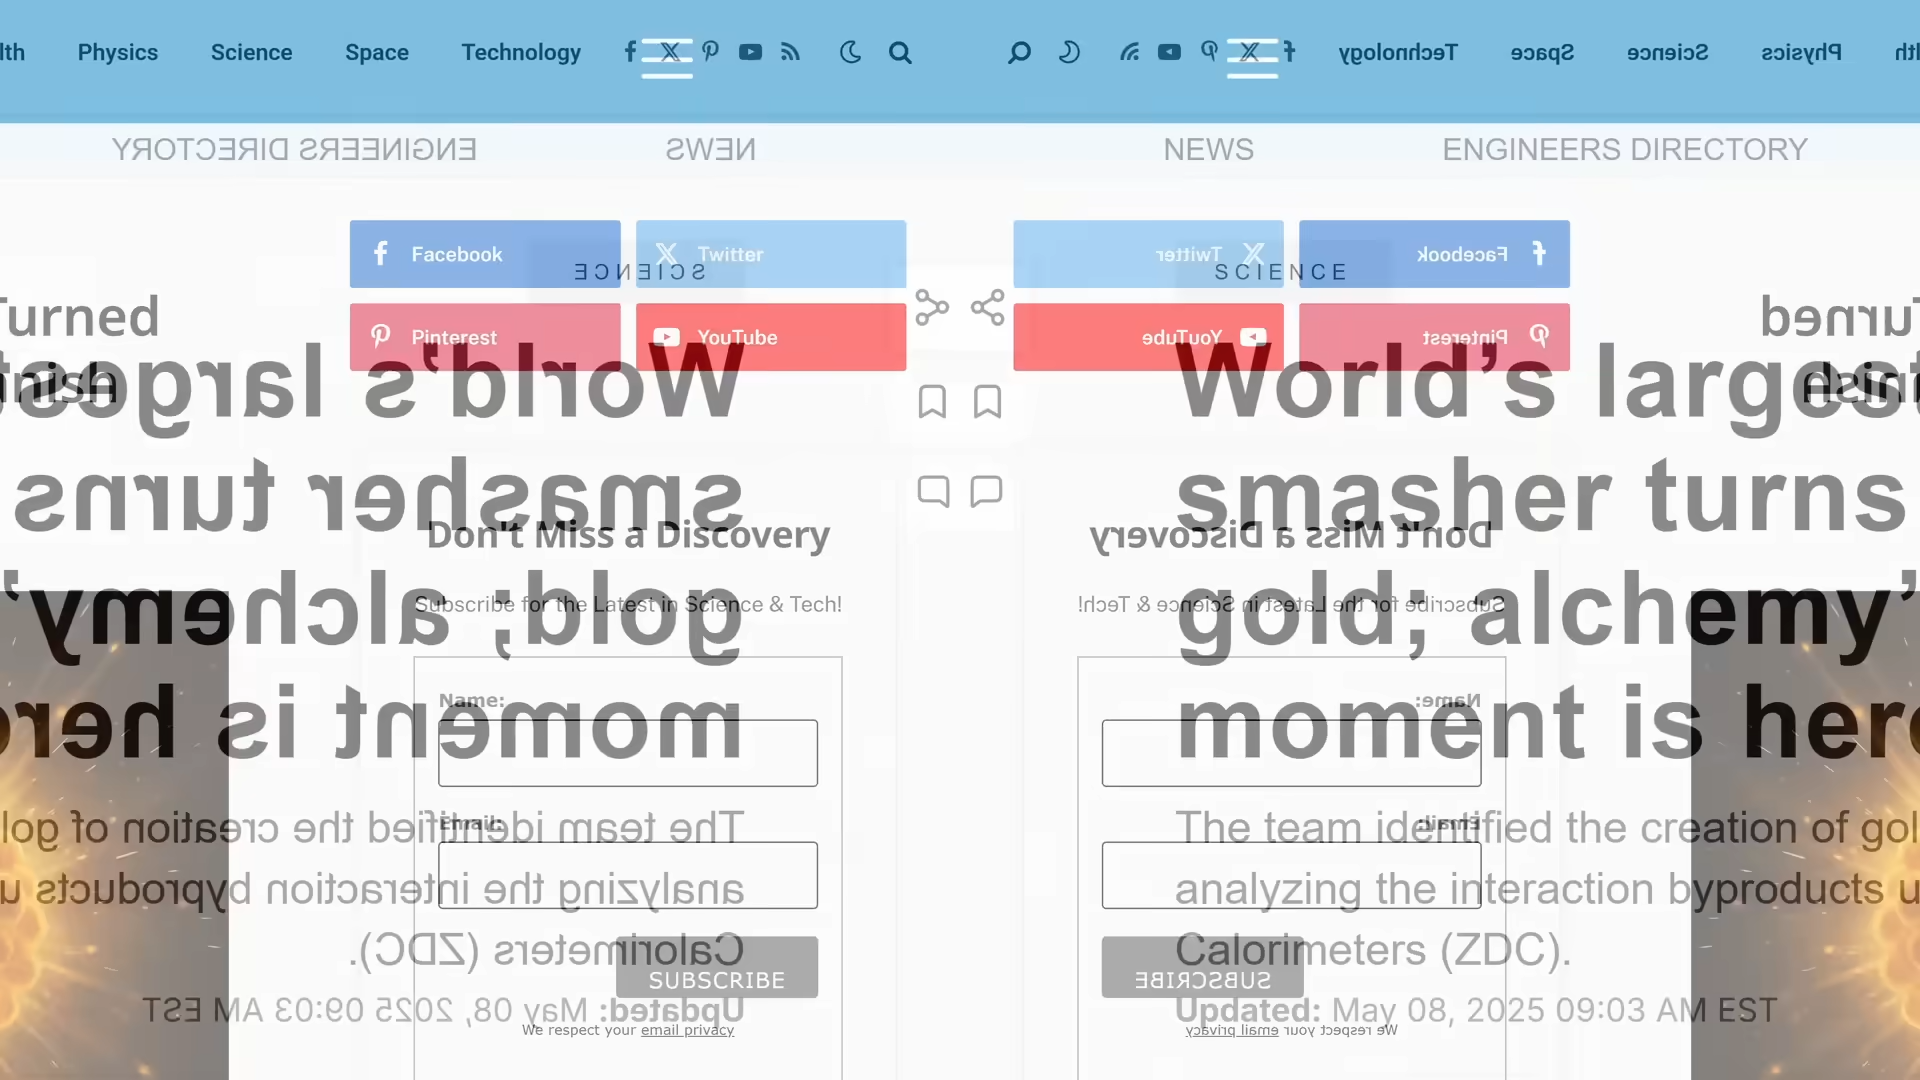 lth Physics Science Space Technology
NEWS ENGINEERS DIRECTORY
Facebook Twitter
Pinterest YouTube
SCIENCE
Turned
World's largest
smasher turns
gold; alchemy'
moment is here
Don't Miss a Discovery
Subscribe for the Latest in Science & Tech!
Name:
Email:
SUBSCRIBE
We respect your email privacy
The team identified the creation of gol
analyzing the interaction byproducts u
Calorimeters (ZDC).
Updated: May 08, 2025 09:03 AM EST